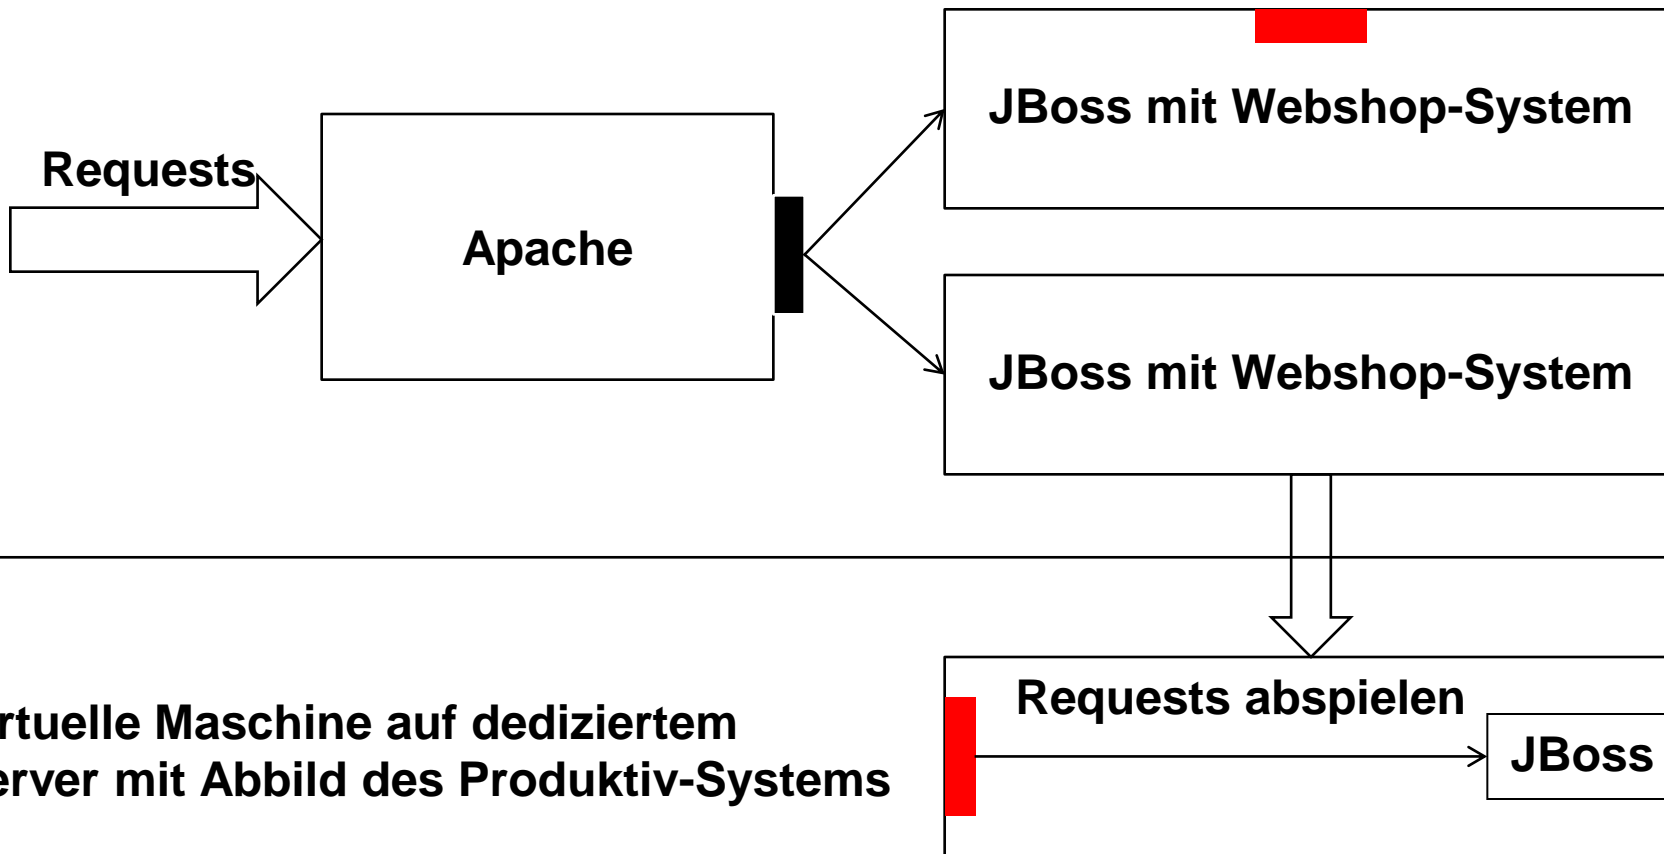 JBoss mit Webshop-System
Requests
Apache
JBoss mit Webshop-System
Requests abspielen
rtuelle Maschine auf dediziertem
erver mit Abbild des Produktiv-Systems
JBoss